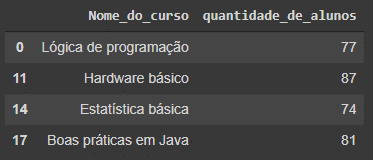 Nome_do_curso quantidade_de_alunos
0 Lógica de programação 77
11 Hardware básico 87
14 Estatística básica 74
17 Boas práticas em Java 81